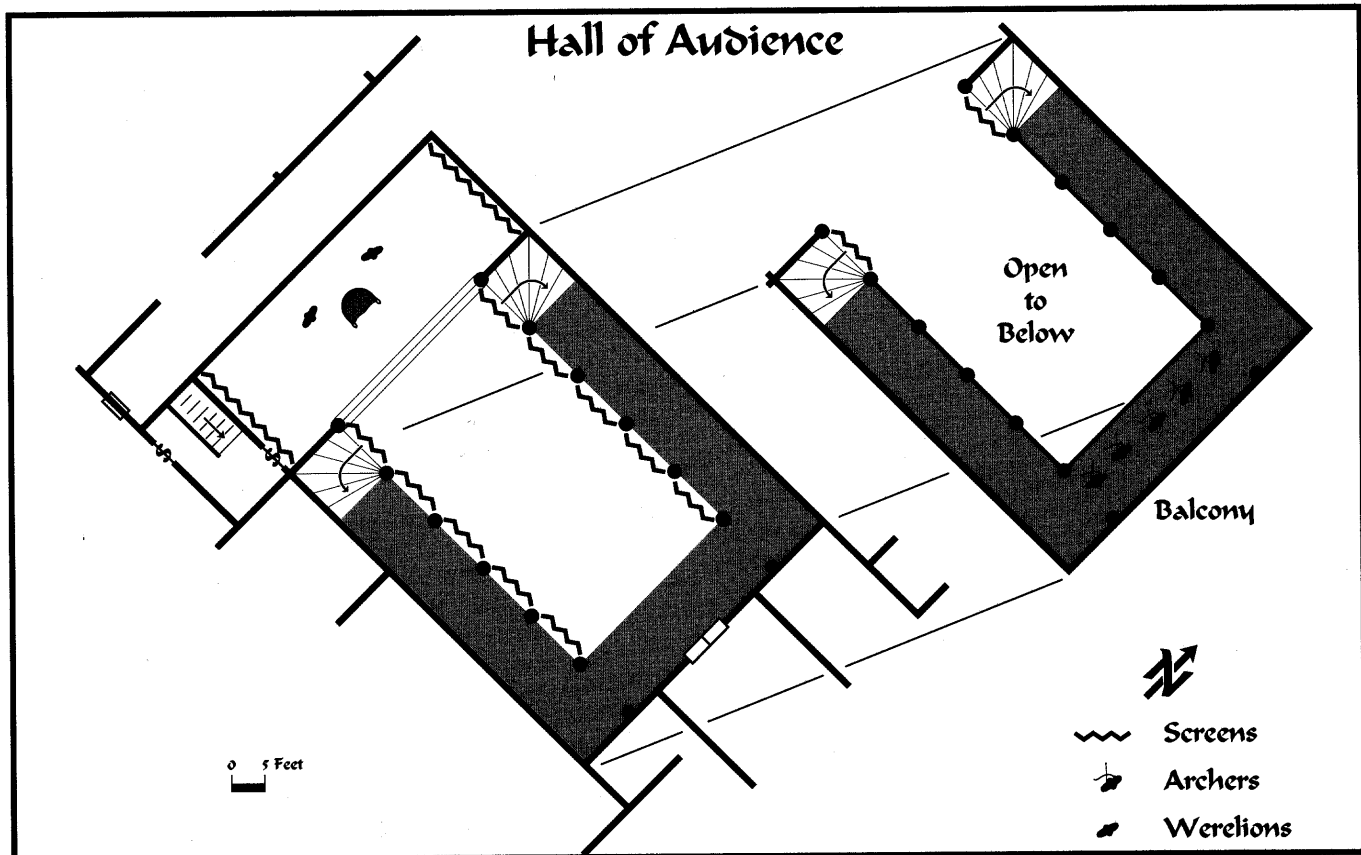 Hall of Audience
Open
to
Below
Balcony
N
S
S
0 5 Feet
Screens
Archers
Werelions